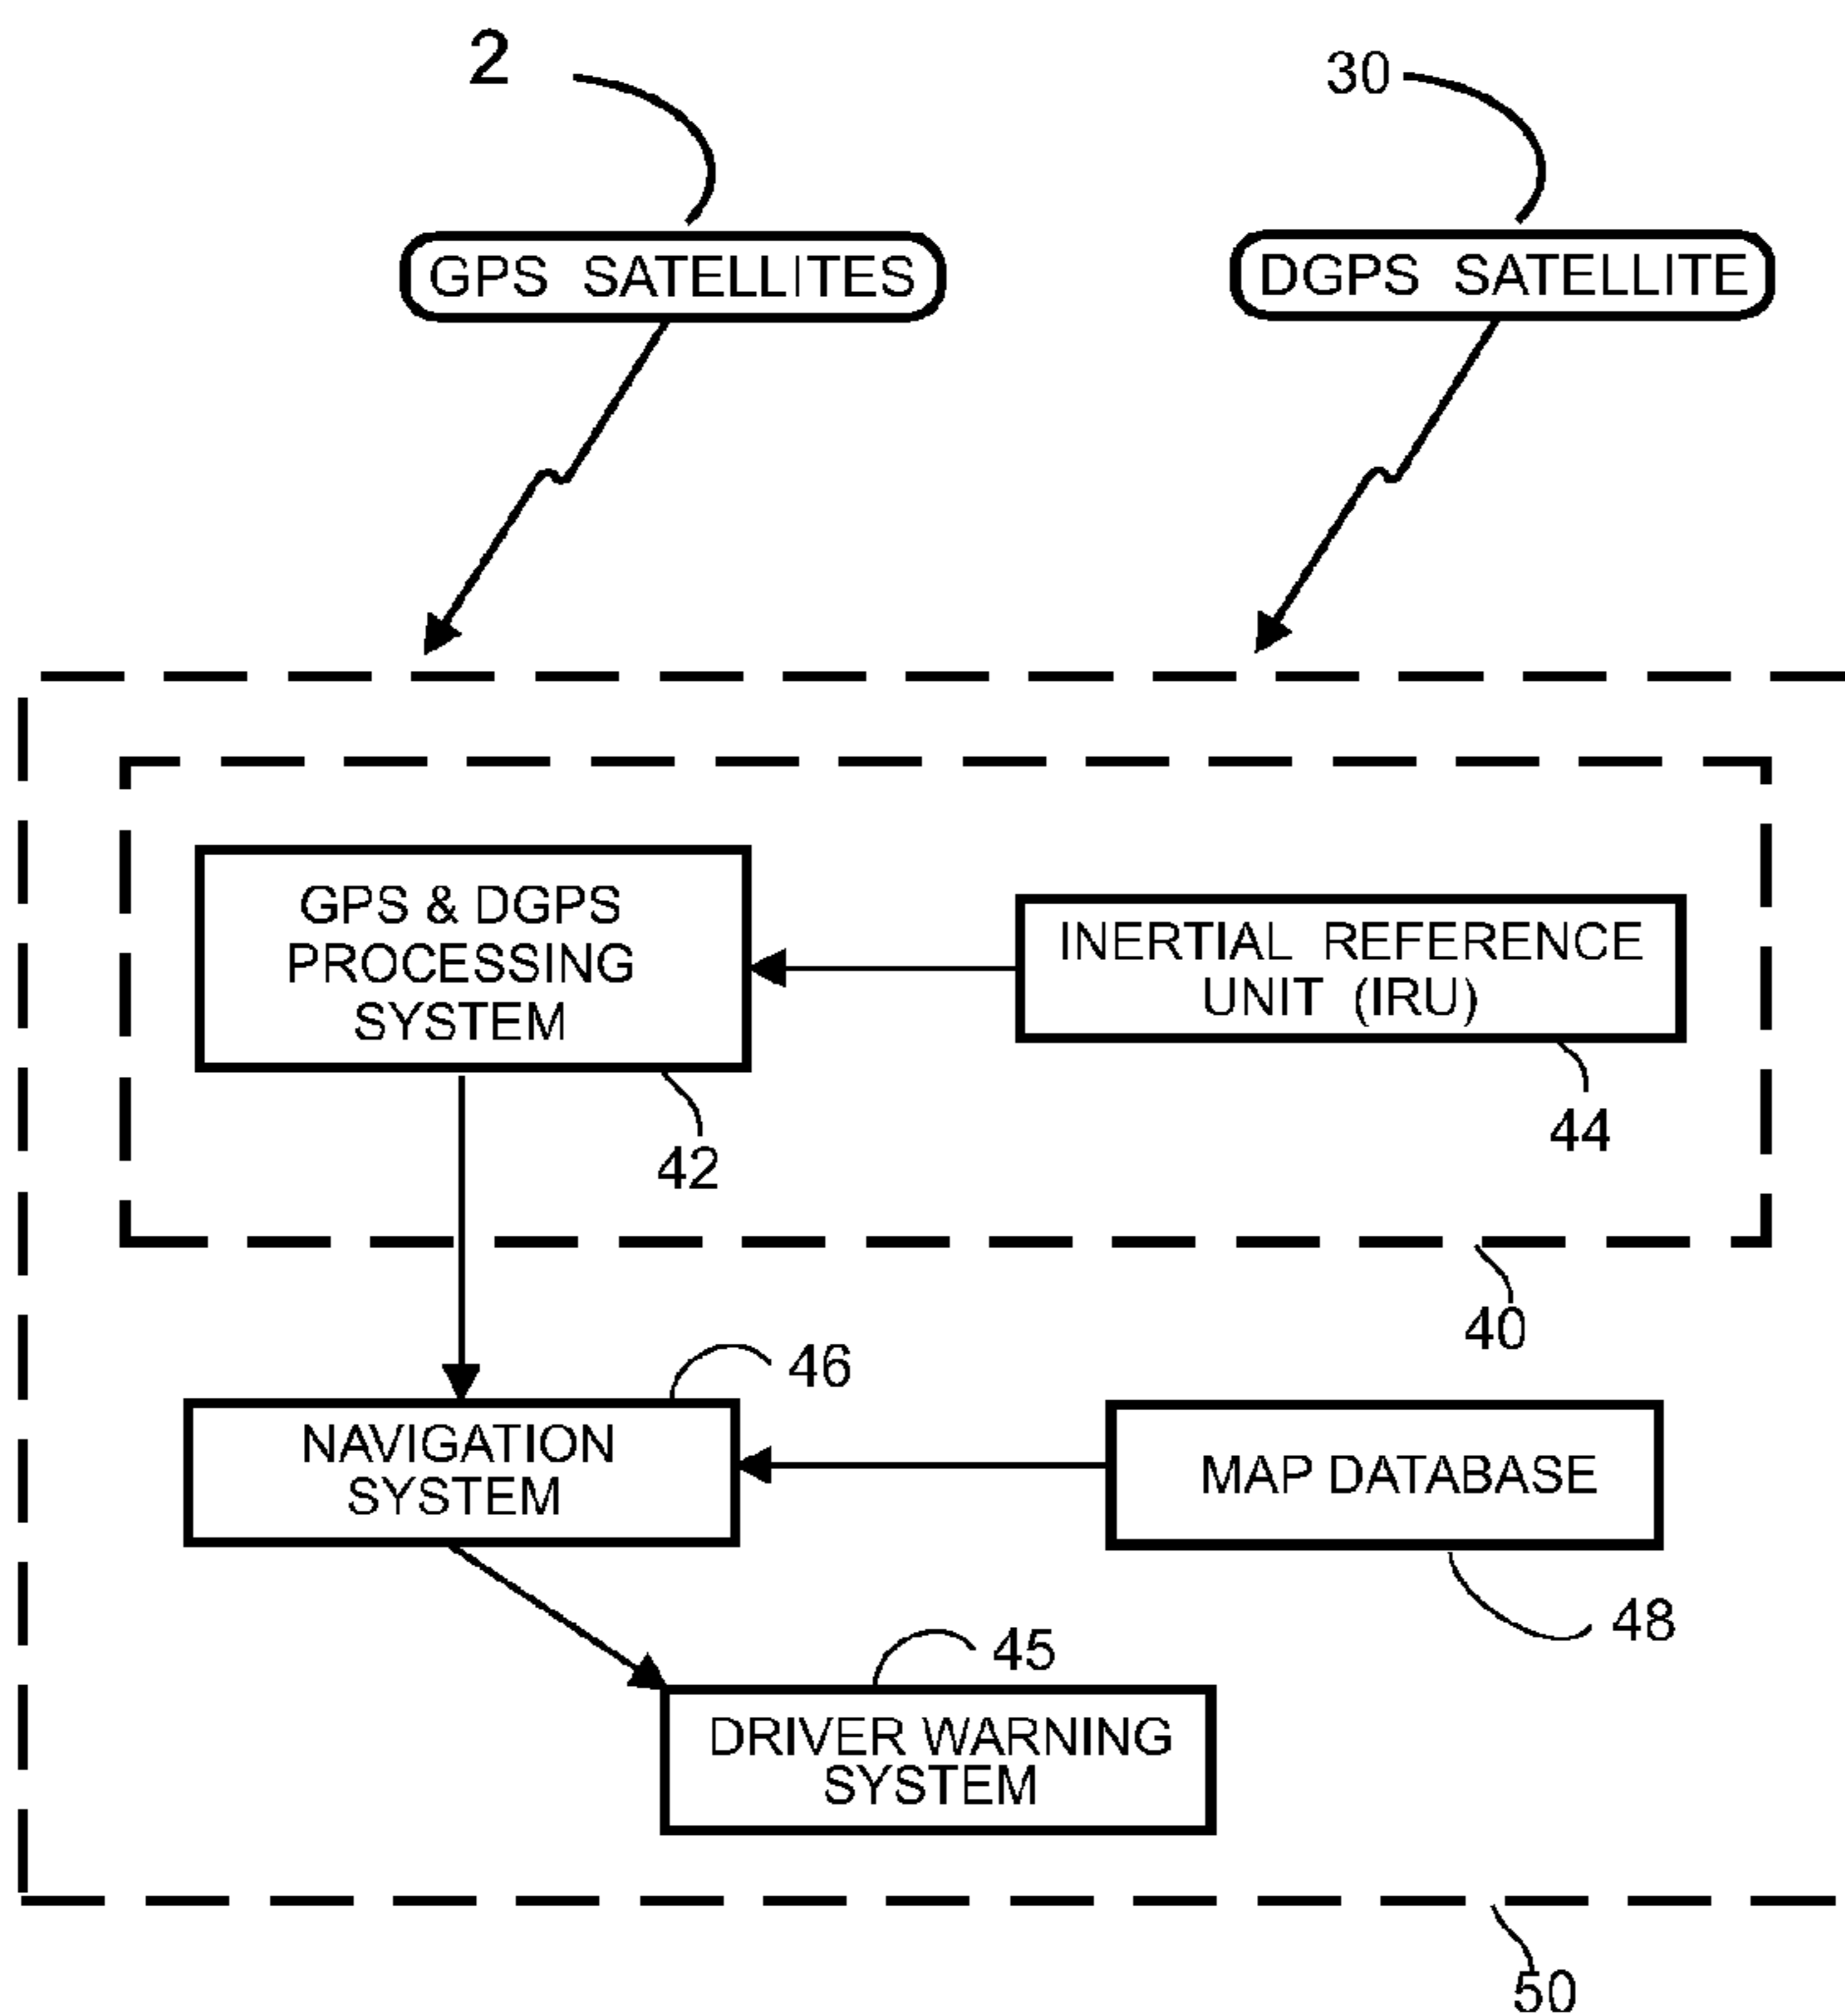 2
30
GPS SATELLITES
DGPS SATELLITE
GPS & DGPS
PROCESSING
SYSTEM
INERTIAL REFERENCE
UNIT (IRU)
44
42
40
46
NAVIGATION
SYSTEM
MAP DATABASE
48
45
DRIVER WARNING
SYSTEM
50